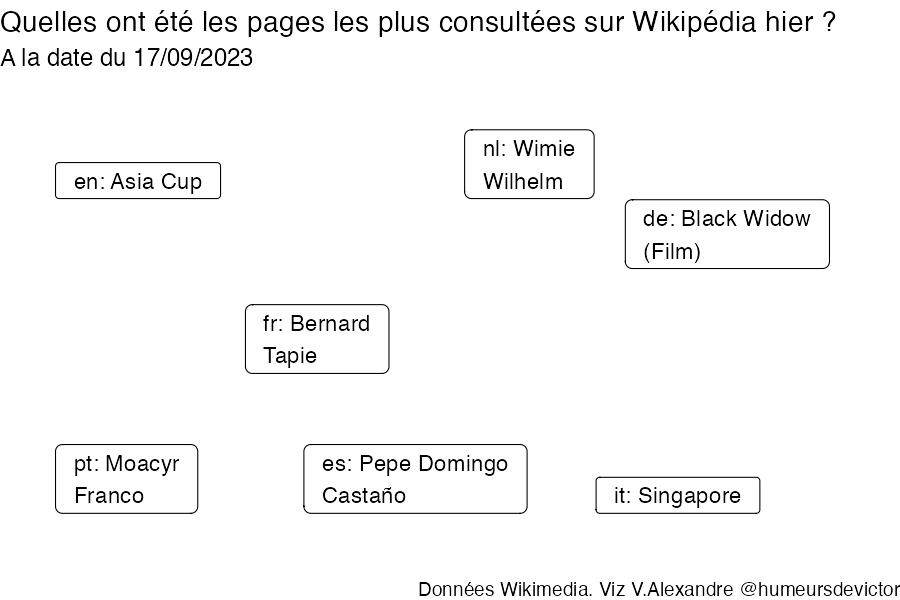 Quelles ont été les pages les plus consultées sur Wikipédia hier ?
A la date du 17/09/2023
en: Asia Cup
nl: Wimie
Wilhelm
de: Black Widow
(Film)
fr: Bernard
Tapie
pt: Moacyr
Franco
es: Pepe Domingo
Castaño
it: Singapore
Données Wikimedia. Viz V.Alexandre @humeursdevictor